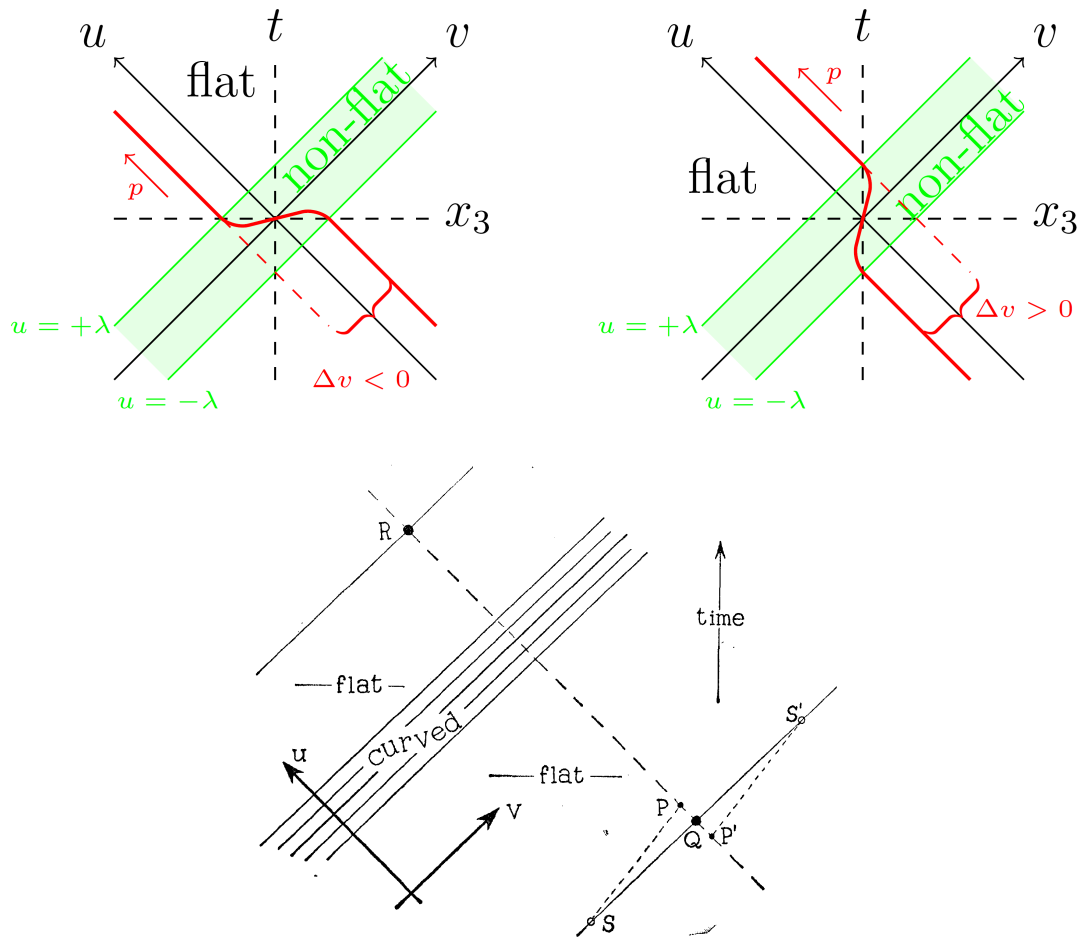 u t v
flat non-flat
p
x₃
u = +λ
Δv < 0
u = −λ
u t v
p
flat non-flat
x₃
u = +λ
Δv > 0
u = −λ
R
time
flat
curved
S'
u
flat
P
V
Q P'
S